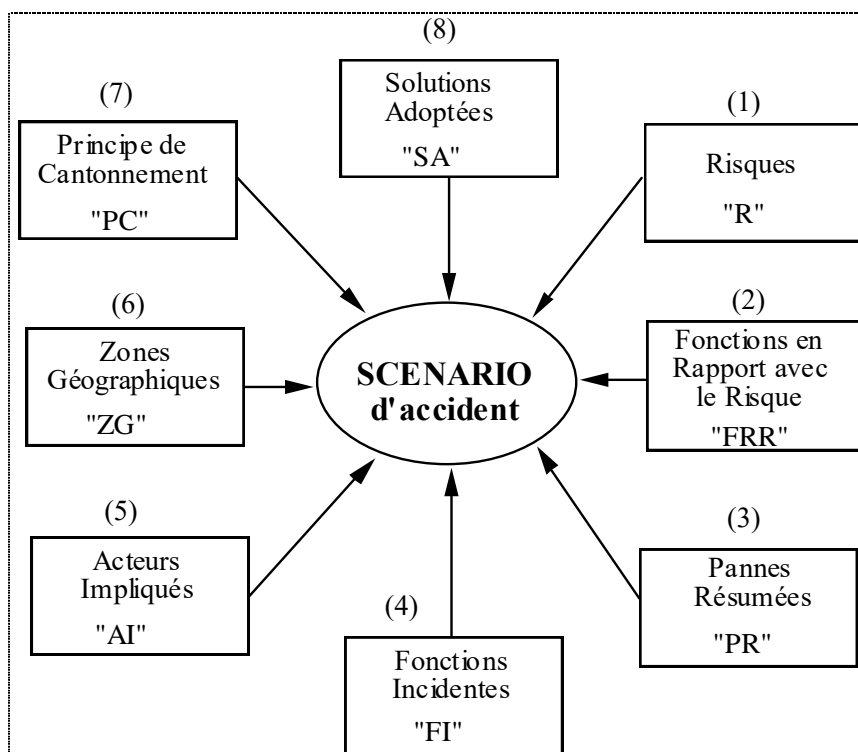 (8)
Solutions
Adoptées
"SA"
(7)
Principe de
Cantonnement
"PC"
(1)
Risques
"R"
(6)
Zones
Géographiques
"ZG"
SCENARIO
d'accident
(2)
Fonctions en
Rapport avec
le Risque
"FRR"
(5)
Acteurs
Impliqués
"AI"
(4)
Fonctions
Incidentes
"FI"
(3)
Pannes
Résumées
"PR"